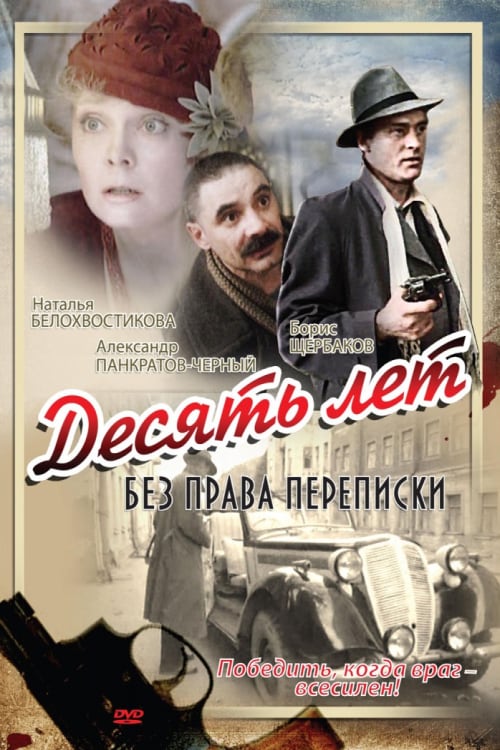 Наталья
БЕЛОХВОСТИКОВА
Александр
ПАНКРАТОВ-ЧЕРНЫЙ
Борис
ЩЕРБАКОВ
Десять лет
БЕЗ ПРАВА ПЕРЕПИСКИ
Победить, когда враг –
всесилен!
DVD